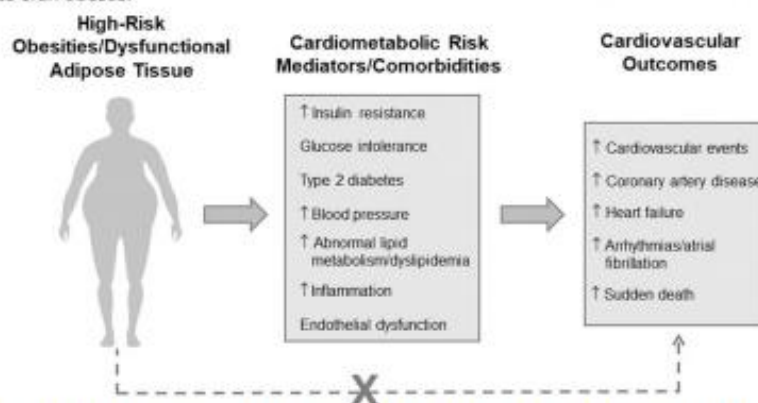 High-Risk
Obesities/Dysfunctional
Adipose Tissue
Cardiometabolic Risk
Mediators/Comorbidities
Cardiovascular
Outcomes
↑ Insulin resistance
Glucose intolerance
Type 2 diabetes
↑ Blood pressure
↑ Abnormal lipid
metabolism/dyslipidemia
↑ Inflammation
Endothelial dysfunction
↑ Cardiovascular events
↑ Coronary artery disease
↑ Heart failure
↑ Arrhythmias/atrial
fibrillation
↑ Sudden death
X